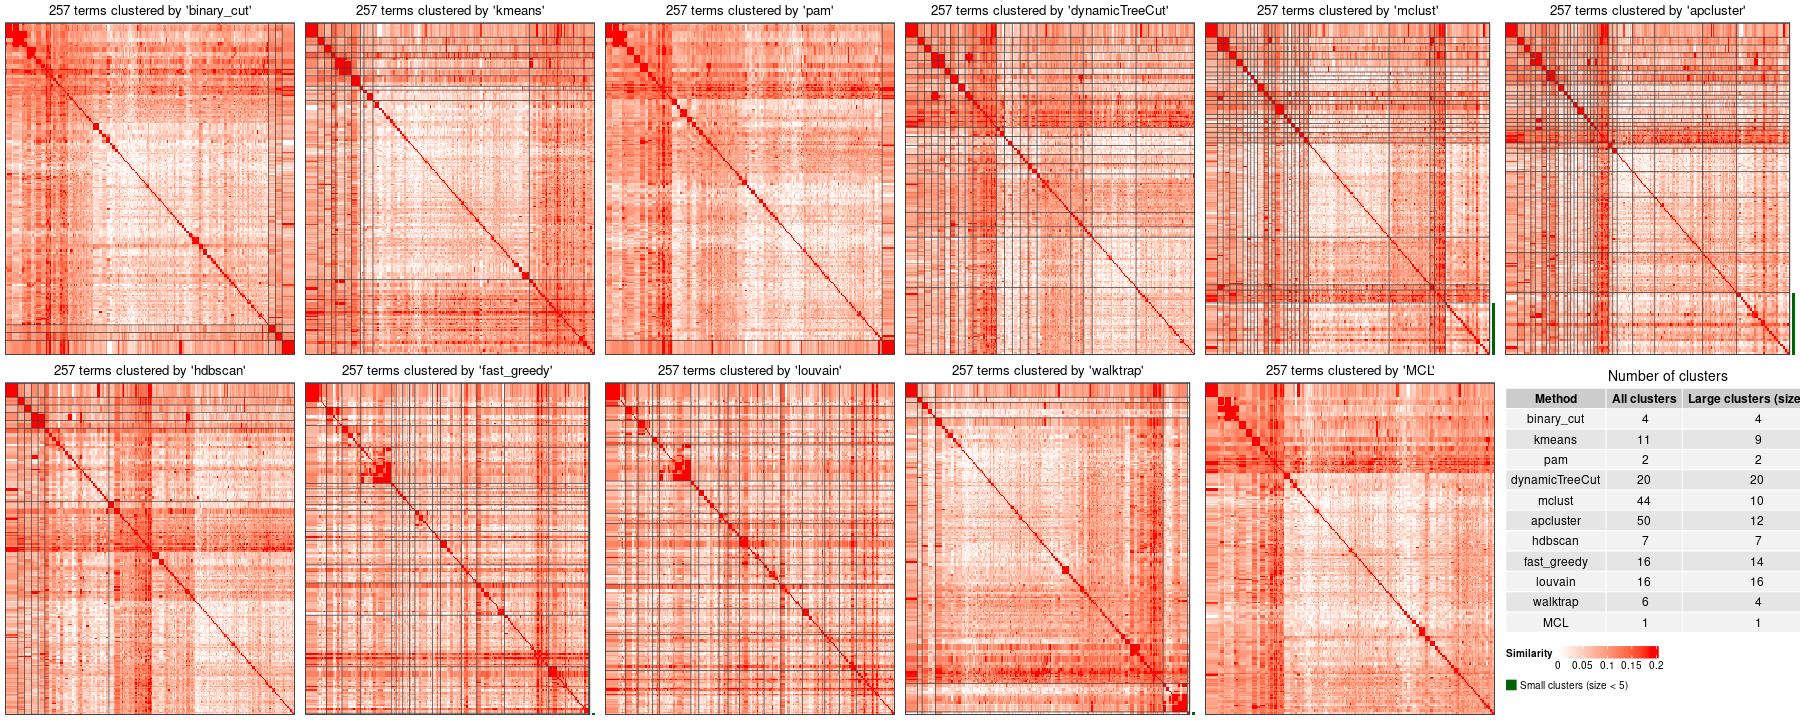 257 terms clustered by 'binary_cut'
257 terms clustered by 'kmeans'
257 terms clustered by 'pam'
257 terms clustered by 'dynamicTreeCut'
257 terms clustered by 'mclust'
257 terms clustered by 'apcluster'
257 terms clustered by 'hdbscan'
257 terms clustered by 'fast_greedy'
257 terms clustered by 'louvain'
257 terms clustered by 'walktrap'
257 terms clustered by 'MCL'
Number of clusters
Method All clusters Large clusters (size
binary_cut 4 4
kmeans 11 9
pam 2 2
dynamicTreeCut 20 20
mclust 44 10
apcluster 50 12
hdbscan 7 7
fast_greedy 16 14
louvain 16 16
walktrap 6 4
MCL 1 1
Similarity
0 0.05 0.1 0.15 0.2
Small clusters (size < 5)